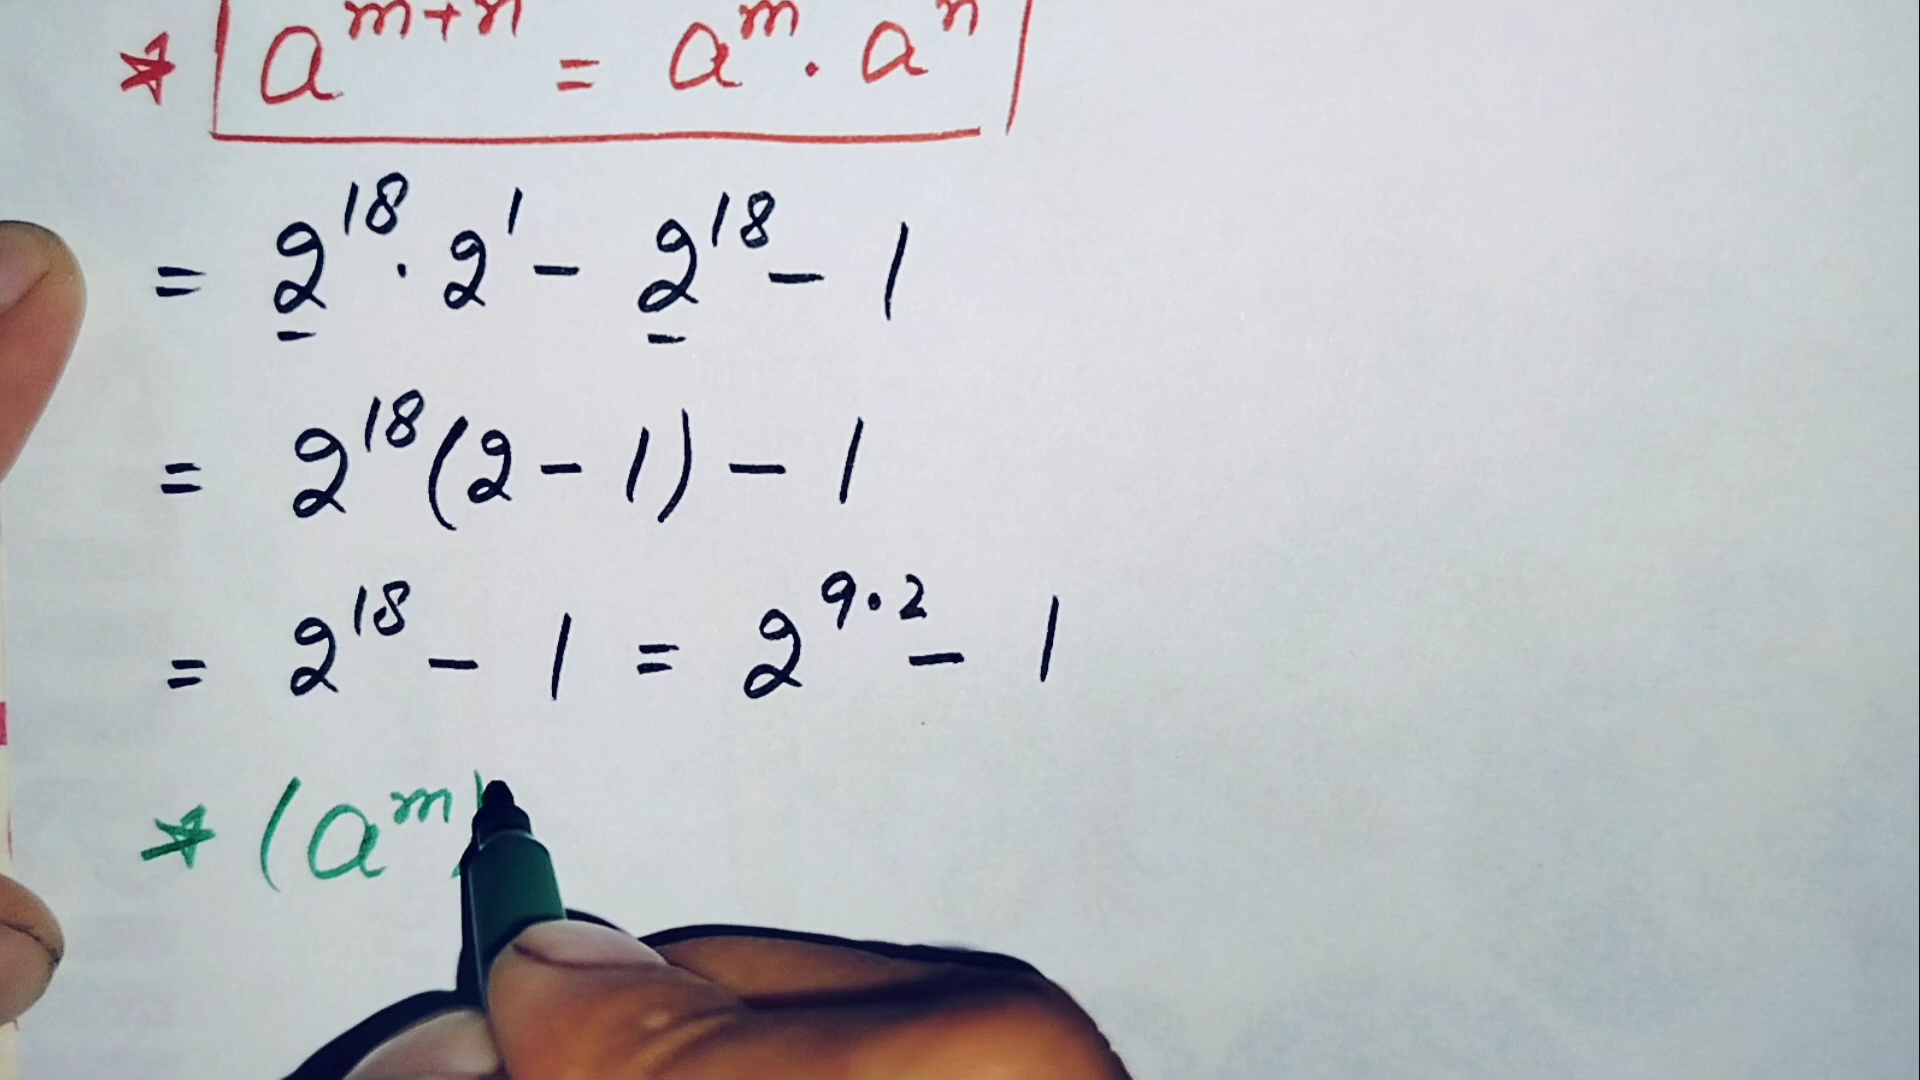 * a^{m+n} = a^m · a^n
= 2^{18} · 2^1 - 2^{18} - 1
= 2^{18}(2 - 1) - 1
= 2^{18} - 1 = 2^{9·2} - 1
* (a^m)